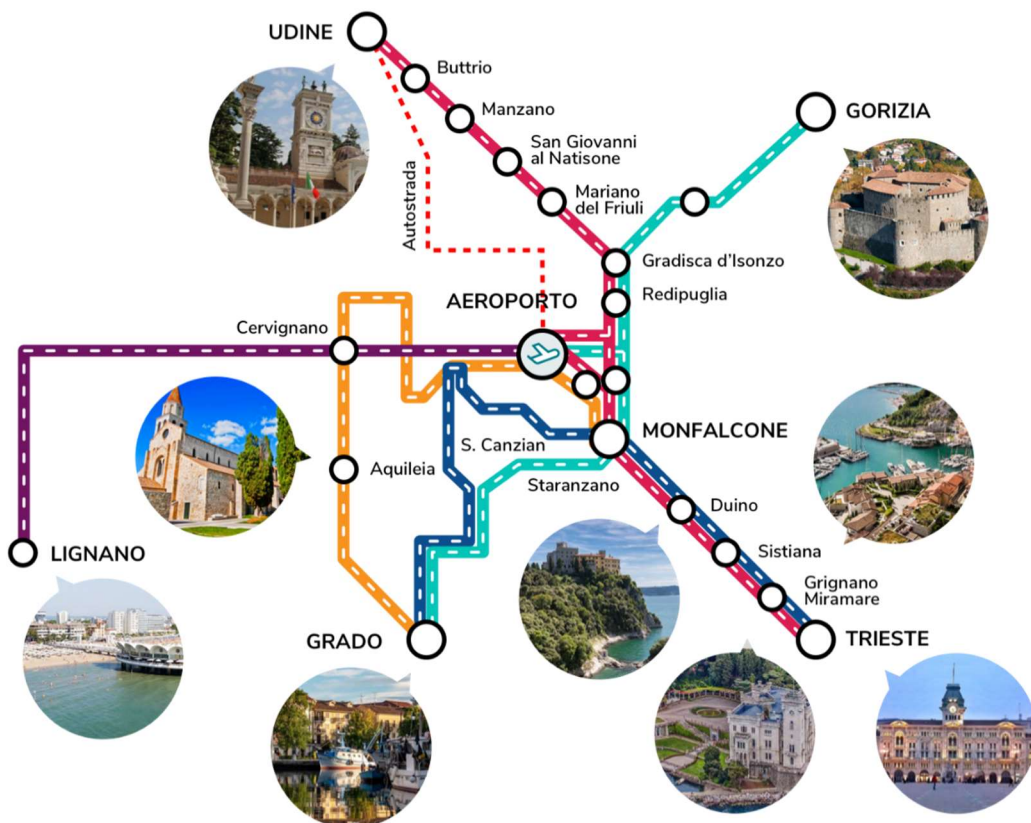 UDINE
Buttrio
Manzano
GORIZIA
San Giovanni
al Natisone
Mariano
del Friuli
Autostrada
Gradisca d'Isonzo
AEROPORTO
Redipuglia
Cervignano
MONFALCONE
S. Canzian
Aquileia
Staranzano
Duino
LIGNANO
Sistiana
Grignano
Miramare
GRADO
TRIESTE